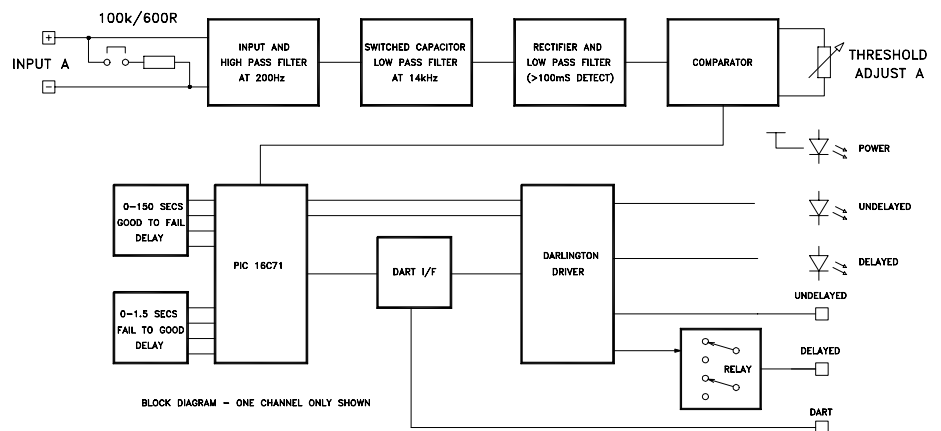 100k/600R
INPUT A
+
−
INPUT AND
HIGH PASS FILTER
AT 200Hz
SWITCHED CAPACITOR
LOW PASS FILTER
AT 14kHz
RECTIFIER AND
LOW PASS FILTER
(>100mS DETECT)
COMPARATOR
THRESHOLD
ADJUST A
POWER
0-150 SECS
GOOD TO FAIL
DELAY
PIC 16C71
DART I/F
DARLINGTON
DRIVER
UNDELAYED
DELAYED
0-1.5 SECS
FAIL TO GOOD
DELAY
UNDELAYED
RELAY
DELAYED
BLOCK DIAGRAM - ONE CHANNEL ONLY SHOWN
DART